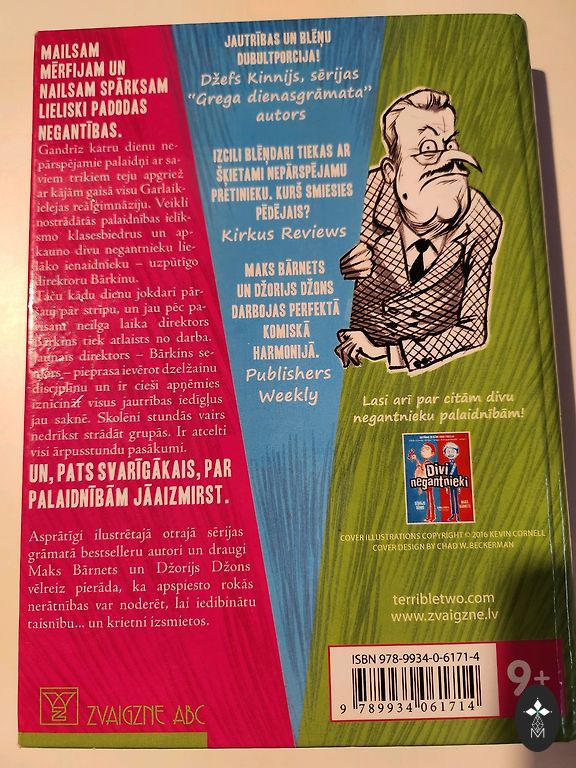 MAILSAM
MĒRFIJAM UN
NAILSAM SPĀRKSAM
LIELISKI PADODAS
NEGANTĪBAS.
Gandrīz katru dienu ne-
pārspējamie palaidņi ar sa-
viem trikiem teju apgriež
ar kājām gaisā visu Garlaik-
ielejas reālģimnāziju. Veikli
nostrādātās palaidnības ielīk-
smo klasesbiedrus un ap-
kauno divu negantnieku lie-
lāko ienaidnieku – uzpūtīgo
direktoru Bārkinu.
Taču kādu dienu jokdari pār-
šauj pār strīpu, un jau pēc pa-
visam neilga laika direktors
Bārkins tiek atlaists no darba.
Jaunais direktors – Bārkins se-
niors – pieprasa ievērot dzelžainu
disciplīnu un ir cieši apņēmies
iznīcināt visus jautrības iedīgļus
jau saknē. Skolēni stundās vairs
nedrīkst strādāt grupās. Ir atcelti
visi ārpusstundu pasākumi.
UN, PATS SVARĪGĀKAIS, PAR
PALAIDNĪBĀM JĀAIZMIRST.
Asprātīgi ilustrētajā otrajā sērijas
grāmatā bestselleru autori un draugi
Maks Bārnets un Džorijs Džons
vēlreiz pierāda, ka apspiesto rokās
nerātnības var noderēt, lai iedibinātu
taisnību... un krietni izsmietos.
ZVAIGZNE ABC
JAUTRĪBAS UN BLĒŅU
DUBULTPORCIJA!
Džefs Kinnijs, sērijas
“Grega dienasgrāmata”
autors
IZCILI BLĒŅDARI TIEKAS AR
ŠĶIETAMI NEPĀRSPĒJAMU
PRETINIEKU. KURŠ SMIESIES
PĒDĒJAIS?
Kirkus Reviews
MAKS BĀRNETS
UN DŽORIJS DŽONS
DARBOJAS PERFEKTĀ
KOMISKĀ
HARMONIJĀ.
Publishers
Weekly
Lasi arī par citām divu
negantnieku palaidnībām!
Divi
negantnieki
COVER ILLUSTRATIONS COPYRIGHT © 2016 KEVIN CORNELL
COVER DESIGN BY CHAD W. BECKERMAN
terribletwo.com
www.zvaigzne.lv
ISBN 978-9934-0-6171-4
9 789934 061714
9+